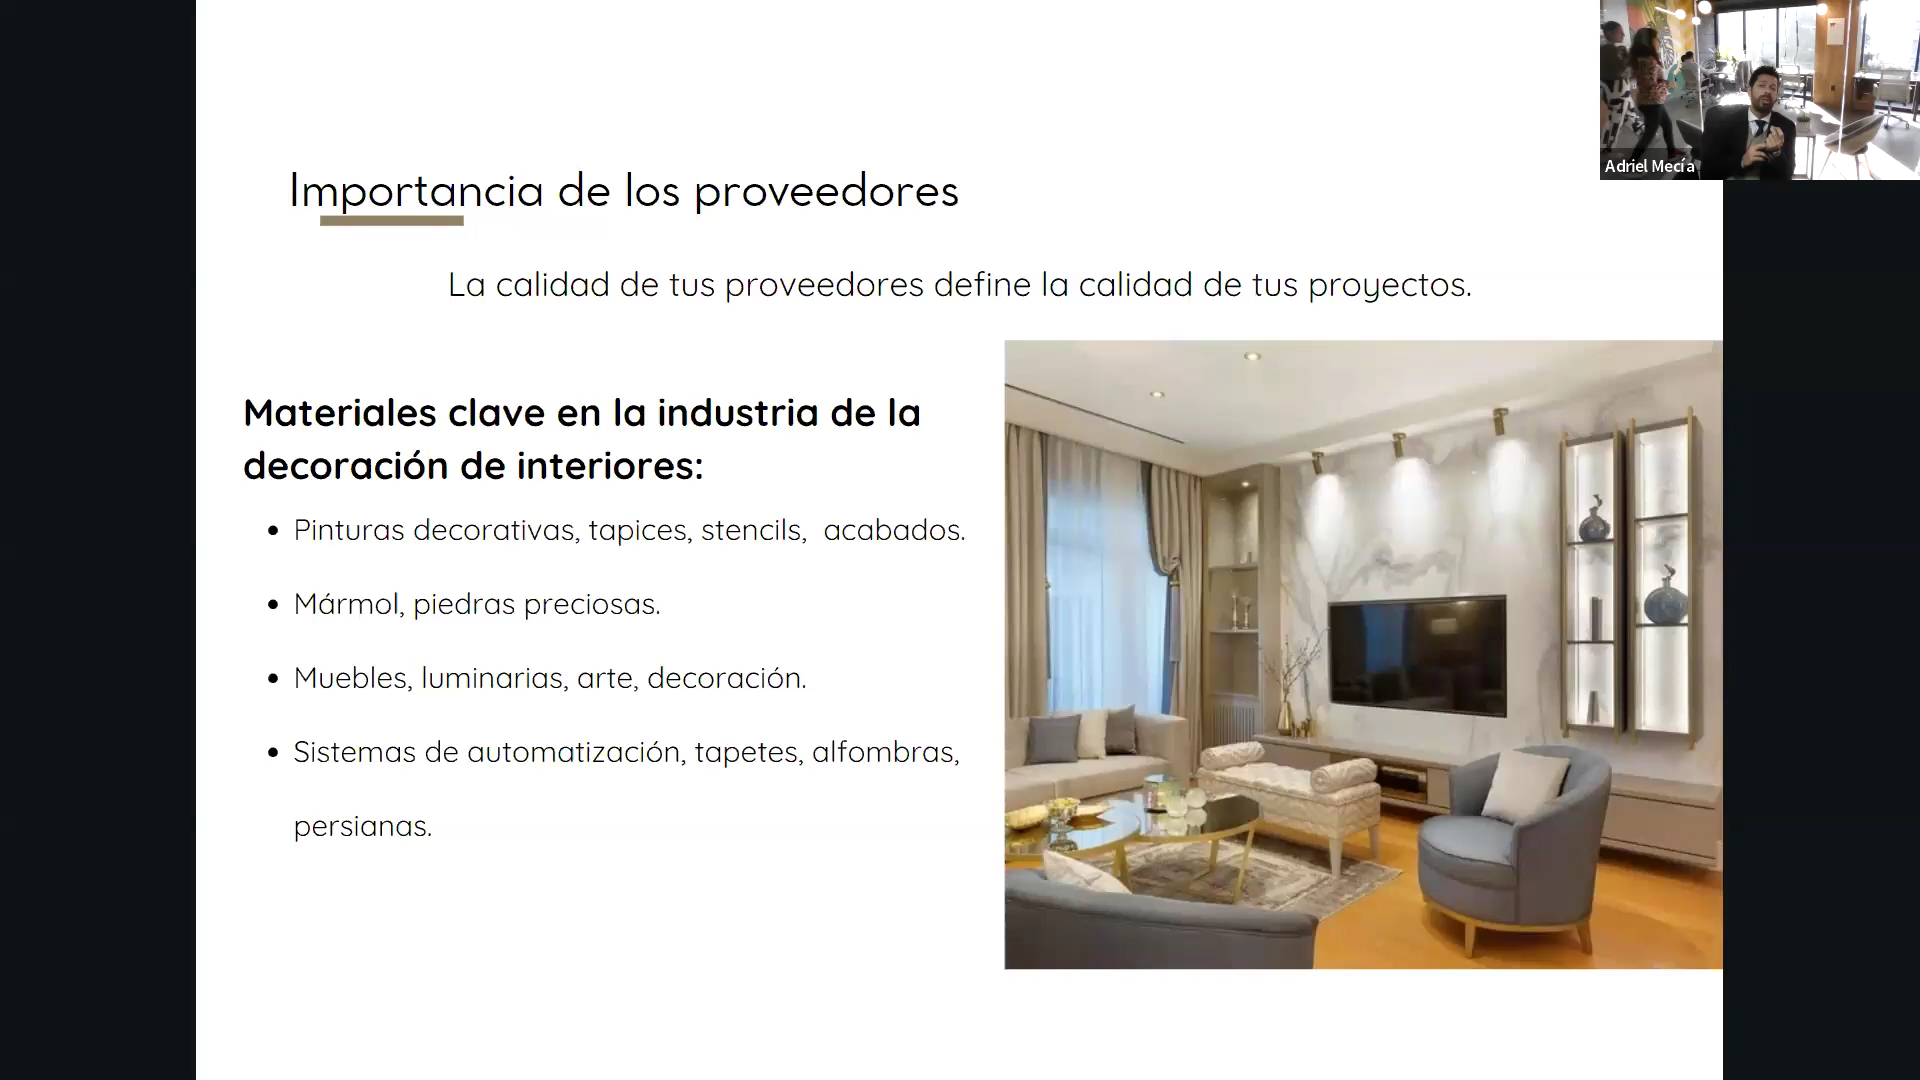 Importancia de los proveedores
La calidad de tus proveedores define la calidad de tus proyectos.
Materiales clave en la industria de la
decoración de interiores:
• Pinturas decorativas, tapices, stencils,  acabados.
• Mármol, piedras preciosas.
• Muebles, luminarias, arte, decoración.
• Sistemas de automatización, tapetes, alfombras,
persianas.
Adriel Mecía